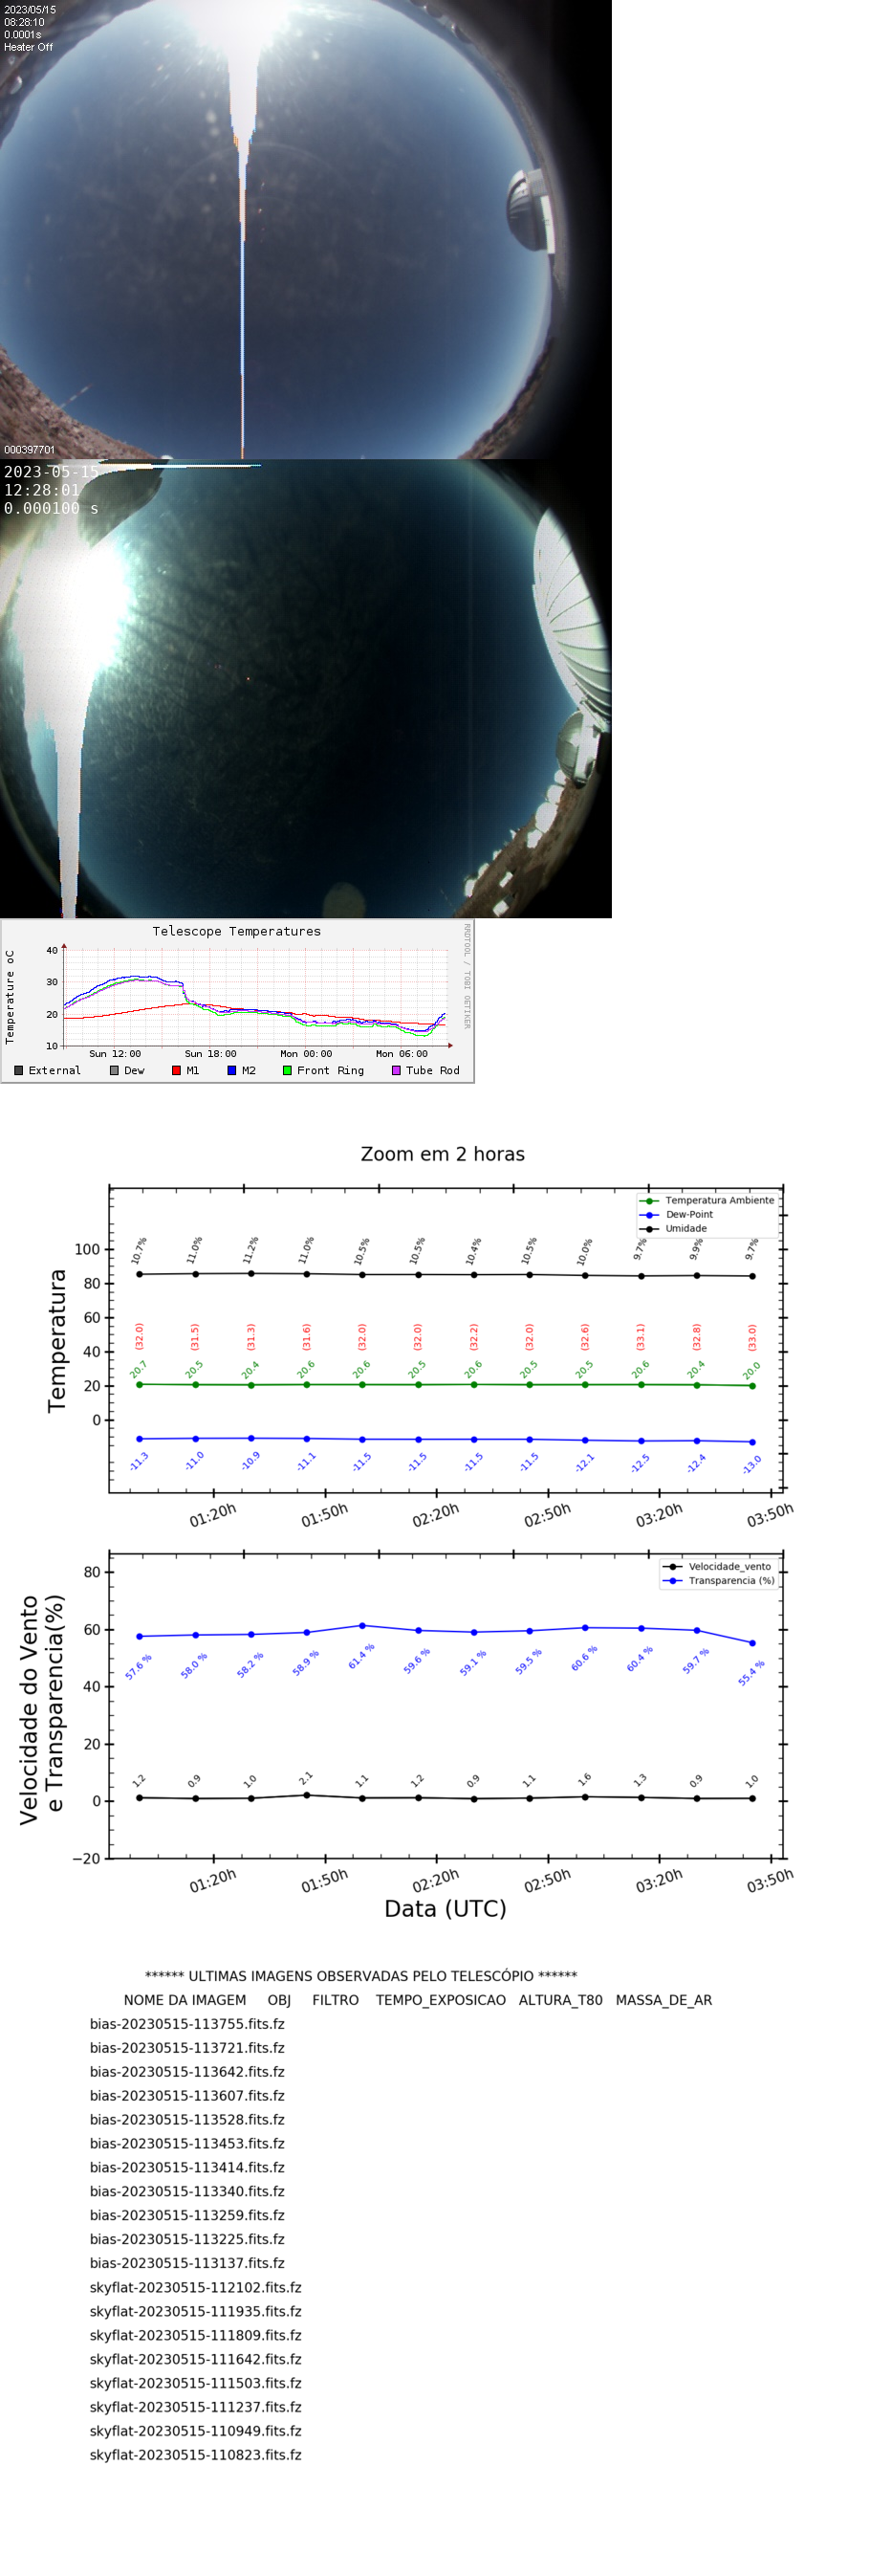 2023/05/15
08:28:10
0.0001s
Heater Off
000397701
2023-05-15
12:28:01
0.000100 s
Telescope Temperatures
RRDTOOL / TOBI OETIKER
Temperature oC
40
30
20
10
Sun 12:00 Sun 18:00 Mon 00:00 Mon 06:00
External Dew M1 M2 Front Ring Tube Rod
Zoom em 2 horas
Temperatura Ambiente
Dew-Point
Umidade
Temperatura
100
80
60
40
20
0
10.7% 11.0% 11.2% 11.0% 10.5% 10.5% 10.4% 10.5% 10.0% 9.7% 9.9% 9.7%
(32.0) (31.5) (31.3) (31.6) (32.0) (32.0) (32.2) (32.0) (32.6) (33.1) (32.8) (33.0)
20.7 20.5 20.4 20.6 20.6 20.5 20.6 20.5 20.5 20.6 20.4 20.0
-11.3 -11.0 -10.9 -11.1 -11.5 -11.5 -11.5 -11.5 -12.1 -12.5 -12.4 -13.0
01:20h 01:50h 02:20h 02:50h 03:20h 03:50h
Velocidade_vento
Transparencia (%)
Velocidade do Vento
e Transparencia(%)
80
60
40
20
0
−20
57.6 % 58.0 % 58.2 % 58.9 % 61.4 % 59.6 % 59.1 % 59.5 % 60.6 % 60.4 % 59.7 % 55.4 %
1.2 0.9 1.0 2.1 1.1 1.2 0.9 1.1 1.6 1.3 0.9 1.0
01:20h 01:50h 02:20h 02:50h 03:20h 03:50h
Data (UTC)
****** ULTIMAS IMAGENS OBSERVADAS PELO TELESCÓPIO ******
NOME DA IMAGEM OBJ FILTRO TEMPO_EXPOSICAO ALTURA_T80 MASSA_DE_AR
bias-20230515-113755.fits.fz
bias-20230515-113721.fits.fz
bias-20230515-113642.fits.fz
bias-20230515-113607.fits.fz
bias-20230515-113528.fits.fz
bias-20230515-113453.fits.fz
bias-20230515-113414.fits.fz
bias-20230515-113340.fits.fz
bias-20230515-113259.fits.fz
bias-20230515-113225.fits.fz
bias-20230515-113137.fits.fz
skyflat-20230515-112102.fits.fz
skyflat-20230515-111935.fits.fz
skyflat-20230515-111809.fits.fz
skyflat-20230515-111642.fits.fz
skyflat-20230515-111503.fits.fz
skyflat-20230515-111237.fits.fz
skyflat-20230515-110949.fits.fz
skyflat-20230515-110823.fits.fz